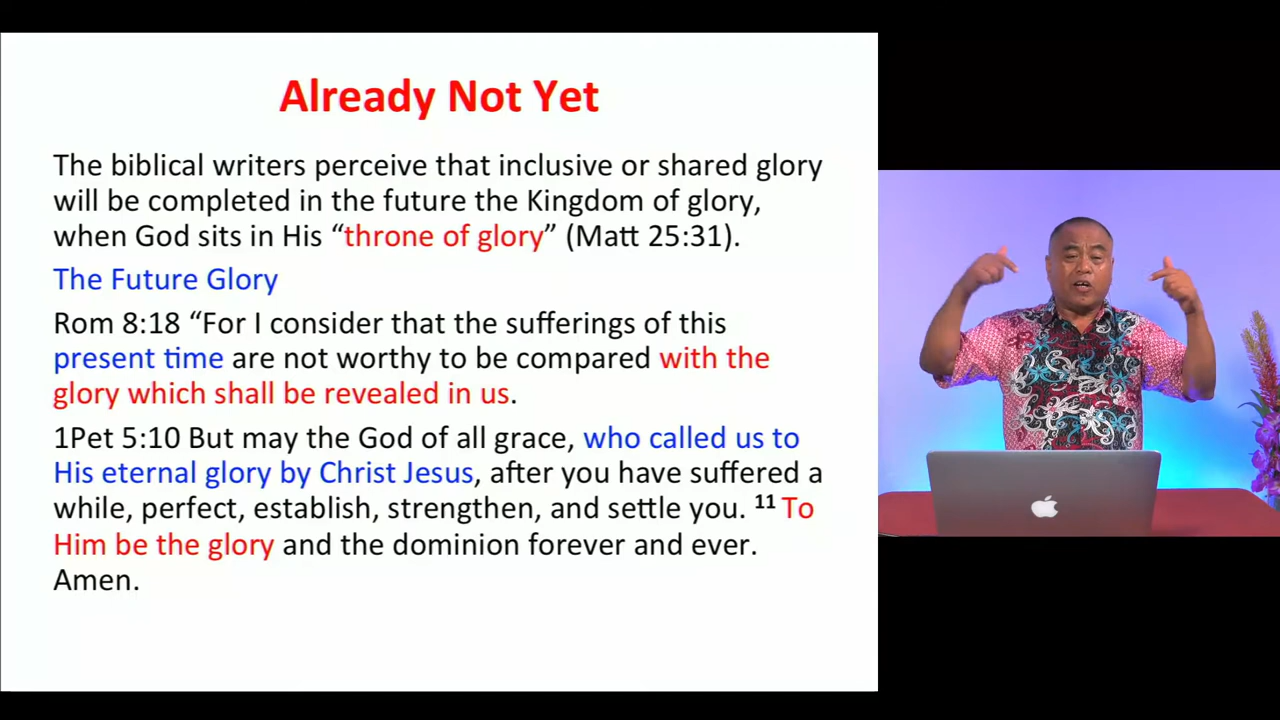 Already Not Yet
The biblical writers perceive that inclusive or shared glory
will be completed in the future the Kingdom of glory,
when God sits in His “throne of glory” (Matt 25:31).
The Future Glory
Rom 8:18 “For I consider that the sufferings of this
present time are not worthy to be compared with the
glory which shall be revealed in us.
1Pet 5:10 But may the God of all grace, who called us to
His eternal glory by Christ Jesus, after you have suffered a
while, perfect, establish, strengthen, and settle you. 11 To
Him be the glory and the dominion forever and ever.
Amen.